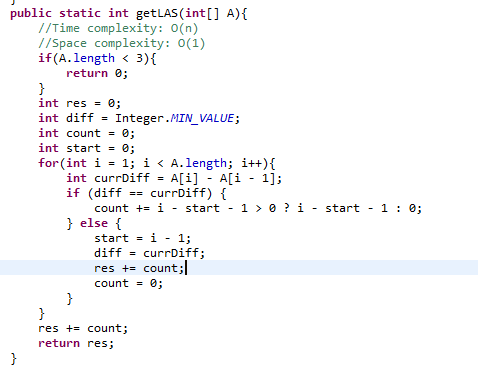 }
public static int getLAS(int[] A){
    //Time complexity: O(n)
    //Space complexity: O(1)
    if(A.length < 3){
        return 0;
    }
    int res = 0;
    int diff = Integer.MIN_VALUE;
    int count = 0;
    int start = 0;
    for(int i = 1; i < A.length; i++){
        int currDiff = A[i] - A[i - 1];
        if (diff == currDiff) {
            count += i - start - 1 > 0 ? i - start - 1 : 0;
        } else {
            start = i - 1;
            diff = currDiff;
            res += count;
            count = 0;
        }
    }
    res += count;
    return res;
}